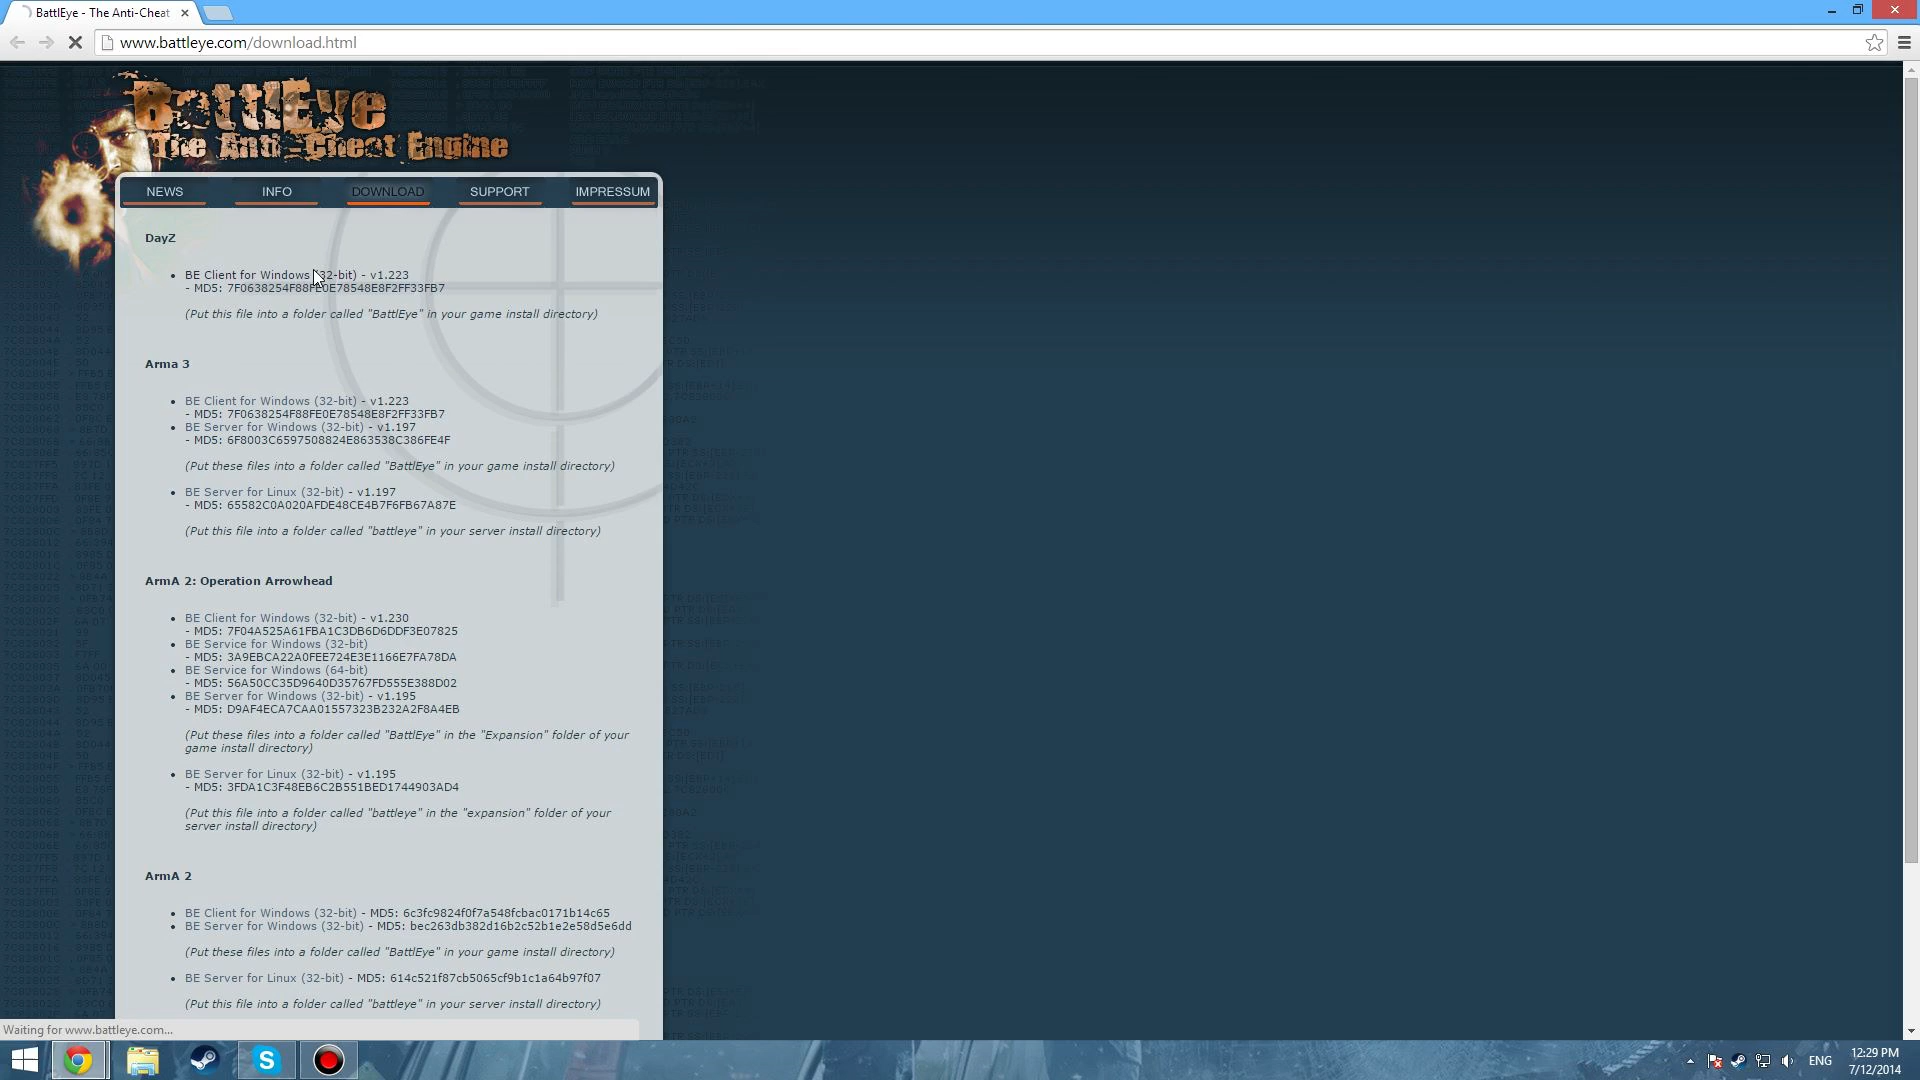 BattlEye - The Anti-Cheat
www.battleye.com/download.html
BattlEye
The Anti-Cheat Engine
NEWS INFO DOWNLOAD SUPPORT IMPRESSUM
DayZ
BE Client for Windows (32-bit) - v1.223
- MD5: 7F0638254F88FE0E78548E8F2FF33FB7
(Put this file into a folder called "BattlEye" in your game install directory)
Arma 3
BE Client for Windows (32-bit) - v1.223
- MD5: 7F0638254F88FE0E78548E8F2FF33FB7
BE Server for Windows (32-bit) - v1.197
- MD5: 6F8003C6597508824E863538C386FE4F
(Put these files into a folder called "BattlEye" in your game install directory)
BE Server for Linux (32-bit) - v1.197
- MD5: 65582C0A020AFDE48CE4B7F6FB67A87E
(Put this file into a folder called "battleye" in your server install directory)
ArmA 2: Operation Arrowhead
BE Client for Windows (32-bit) - v1.230
- MD5: 7F04A525A61FBA1C3DB6D6DDF3E07825
BE Service for Windows (32-bit)
- MD5: 3A9EBCA22A0FEE724E3E1166E7FA78DA
BE Service for Windows (64-bit)
- MD5: 56A50CC35D9640D35767FD555E388D02
BE Server for Windows (32-bit) - v1.195
- MD5: D9AF4ECA7CAA01557323B232A2F8A4EB
(Put these files into a folder called "BattlEye" in the "Expansion" folder of your
game install directory)
BE Server for Linux (32-bit) - v1.195
- MD5: 3FDA1C3F48EB6C2B551BED1744903AD4
(Put this file into a folder called "battleye" in the "expansion" folder of your
server install directory)
ArmA 2
BE Client for Windows (32-bit) - MD5: 6c3fc9824f0f7a548fcbac0171b14c65
BE Server for Windows (32-bit) - MD5: bec263db382d16b2c52b1e2e58d5e6dd
(Put these files into a folder called "BattlEye" in your game install directory)
BE Server for Linux (32-bit) - MD5: 614c521f87cb5065cf9b1c1a64b97f07
(Put this file into a folder called "battleye" in your server install directory)
Waiting for www.battleye.com...
ENG
12:29 PM
7/12/2014